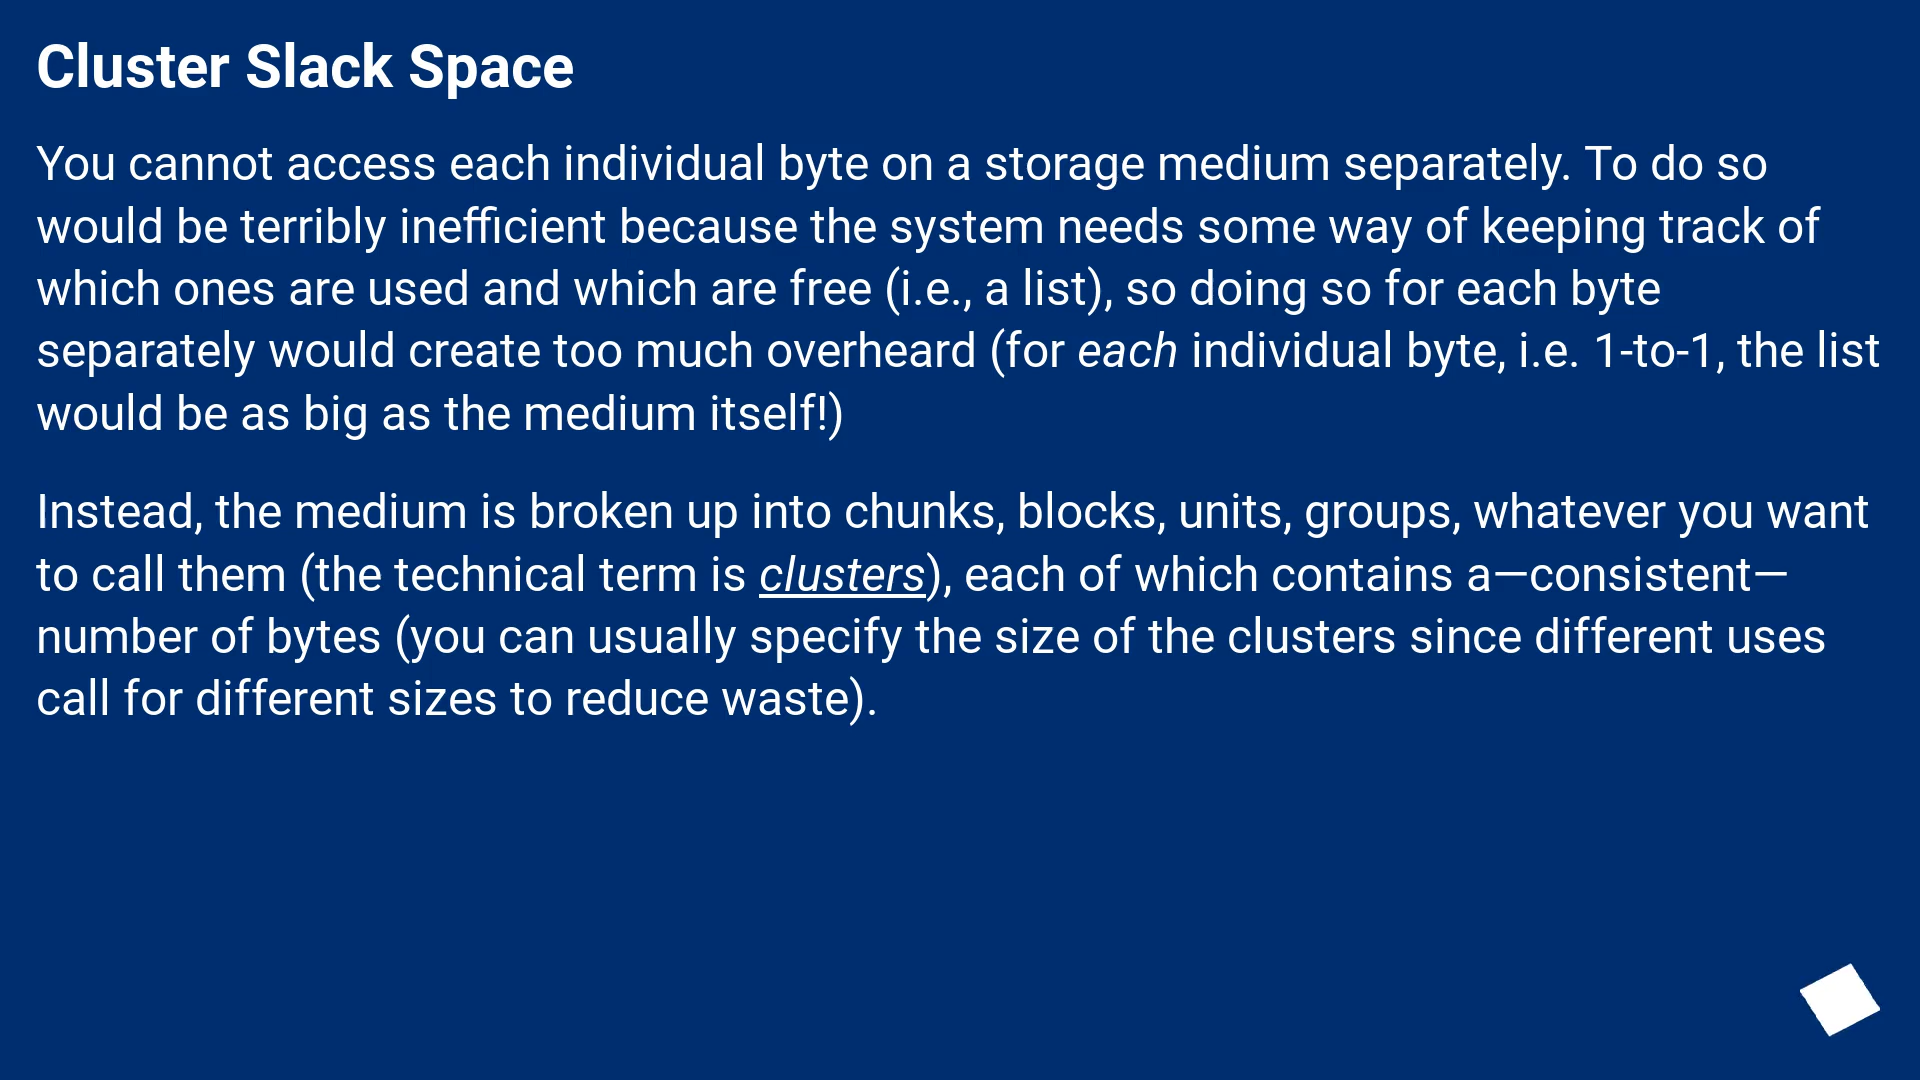 Cluster Slack Space
You cannot access each individual byte on a storage medium separately. To do so
would be terribly inefficient because the system needs some way of keeping track of
which ones are used and which are free (i.e., a list), so doing so for each byte
separately would create too much overheard (for each individual byte, i.e. 1-to-1, the list
would be as big as the medium itself!)
Instead, the medium is broken up into chunks, blocks, units, groups, whatever you want
to call them (the technical term is clusters), each of which contains a—consistent—
number of bytes (you can usually specify the size of the clusters since different uses
call for different sizes to reduce waste).